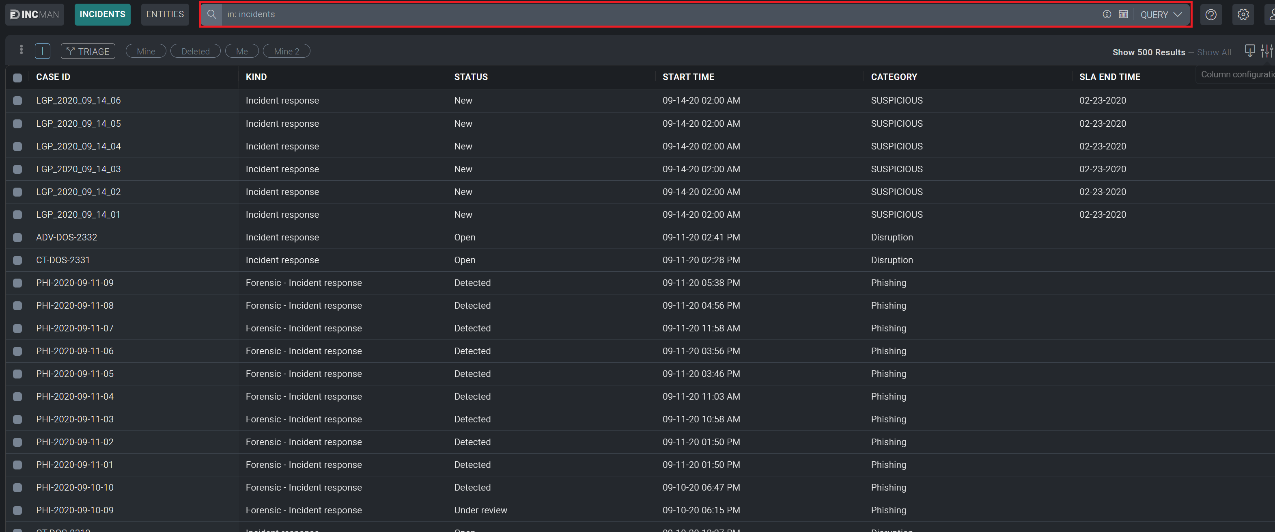 INCMAN INCIDENTS ENTITIES in: incidents QUERY
TRIAGE Mine Deleted Me Mine 2 Show 500 Results – Show All
CASE ID KIND STATUS START TIME CATEGORY SLA END TIME Column configuratio
LGP_2020_09_14_06 Incident response New 09-14-20 02:00 AM SUSPICIOUS 02-23-2020
LGP_2020_09_14_05 Incident response New 09-14-20 02:00 AM SUSPICIOUS 02-23-2020
LGP_2020_09_14_04 Incident response New 09-14-20 02:00 AM SUSPICIOUS 02-23-2020
LGP_2020_09_14_03 Incident response New 09-14-20 02:00 AM SUSPICIOUS 02-23-2020
LGP_2020_09_14_02 Incident response New 09-14-20 02:00 AM SUSPICIOUS 02-23-2020
LGP_2020_09_14_01 Incident response New 09-14-20 02:00 AM SUSPICIOUS 02-23-2020
ADV-DOS-2332 Incident response Open 09-11-20 02:41 PM Disruption
CT-DOS-2331 Incident response Open 09-11-20 02:28 PM Disruption
PHI-2020-09-11-09 Forensic - Incident response Detected 09-11-20 05:38 PM Phishing
PHI-2020-09-11-08 Forensic - Incident response Detected 09-11-20 04:56 PM Phishing
PHI-2020-09-11-07 Forensic - Incident response Detected 09-11-20 11:58 AM Phishing
PHI-2020-09-11-06 Forensic - Incident response Detected 09-11-20 03:56 PM Phishing
PHI-2020-09-11-05 Forensic - Incident response Detected 09-11-20 03:46 PM Phishing
PHI-2020-09-11-04 Forensic - Incident response Detected 09-11-20 11:03 AM Phishing
PHI-2020-09-11-03 Forensic - Incident response Detected 09-11-20 10:58 AM Phishing
PHI-2020-09-11-02 Forensic - Incident response Detected 09-11-20 01:50 PM Phishing
PHI-2020-09-11-01 Forensic - Incident response Detected 09-11-20 01:50 PM Phishing
PHI-2020-09-10-10 Forensic - Incident response Detected 09-10-20 06:47 PM Phishing
PHI-2020-09-10-09 Forensic - Incident response Under review 09-10-20 06:15 PM Phishing